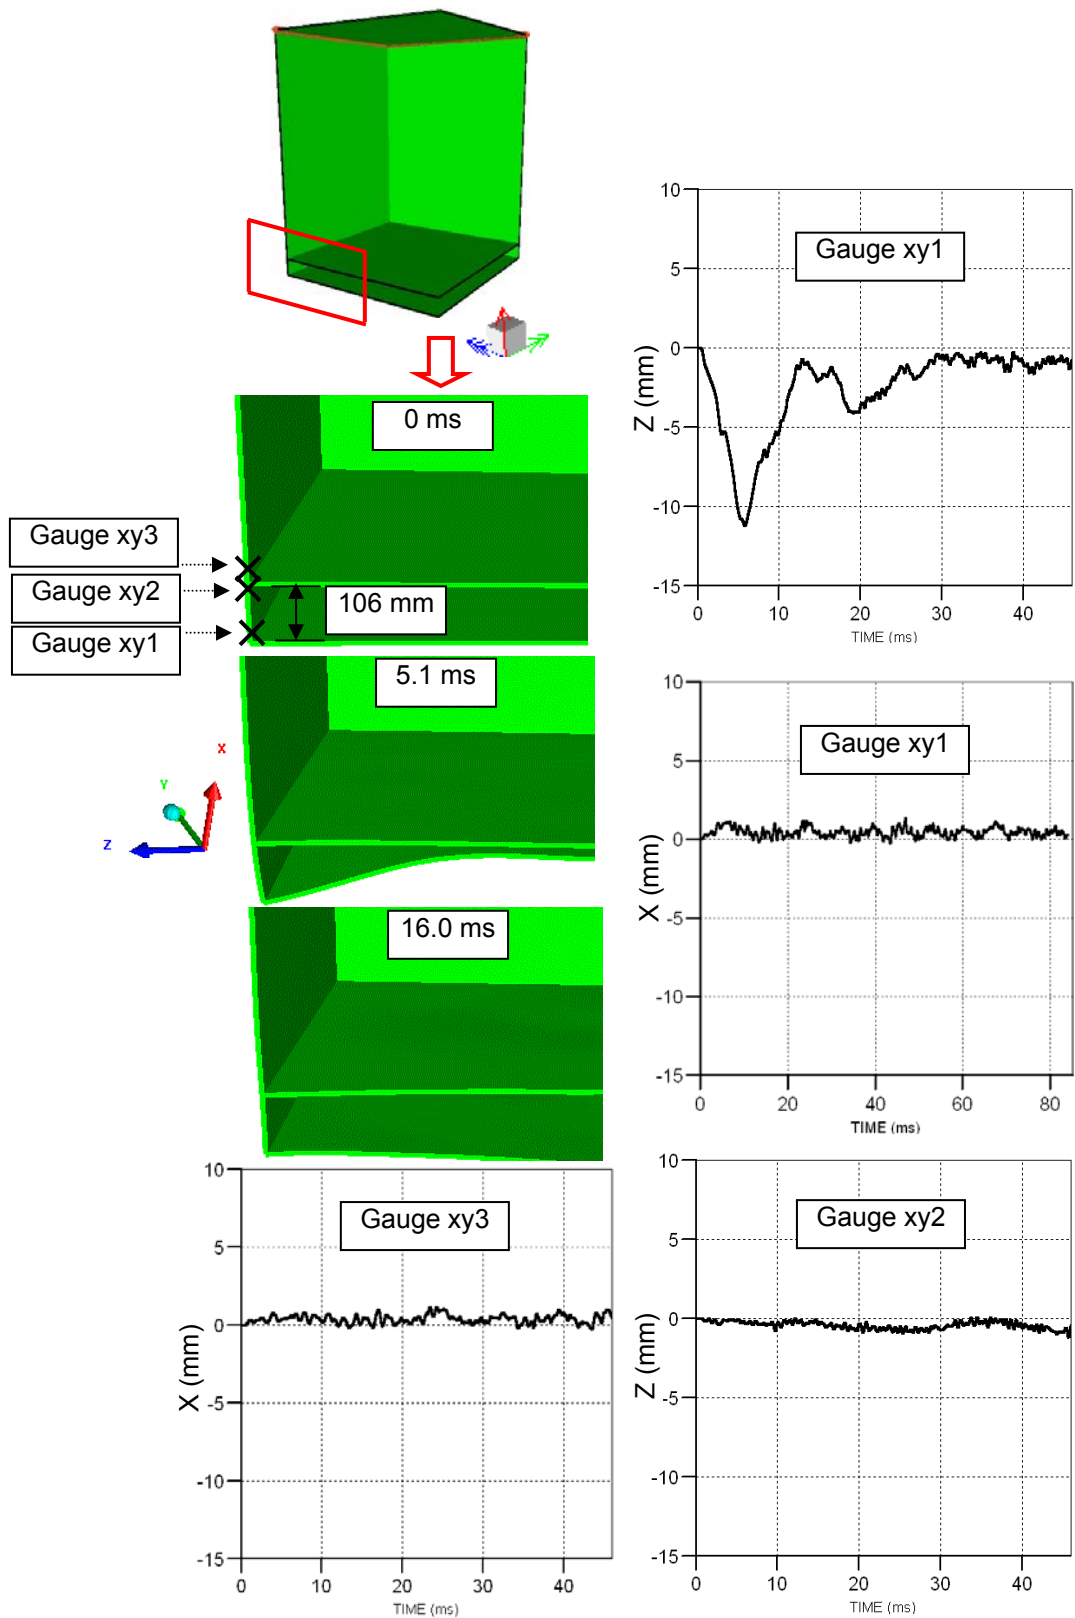 0 ms
Gauge xy3
Gauge xy2
Gauge xy1
106 mm
5.1 ms
X
Y
Z
16.0 ms
Gauge xy1
10
5
0
-5
-10
-15
Z (mm)
0 10 20 30 40
TIME (ms)
Gauge xy1
10
5
0
-5
-10
-15
X (mm)
0 20 40 60 80
TIME (ms)
Gauge xy3
10
5
0
-5
-10
-15
X (mm)
0 10 20 30 40
TIME (ms)
Gauge xy2
10
5
0
-5
-10
-15
Z (mm)
0 10 20 30 40
TIME (ms)